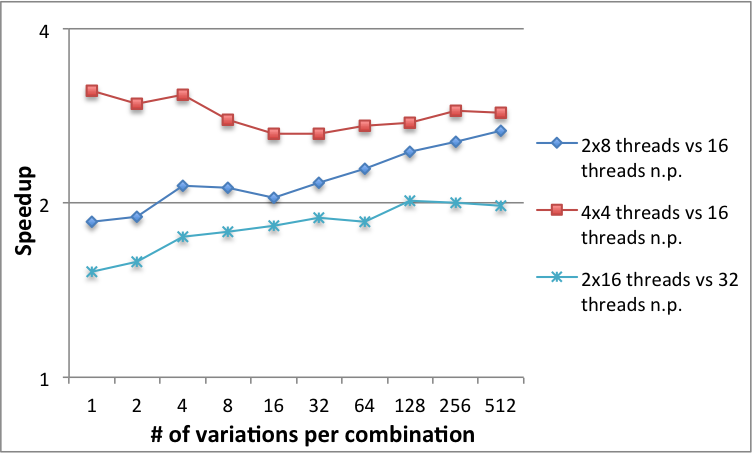 4
2
1
Speedup
1 2 4 8 16 32 64 128 256 512
# of variations per combination
2x8 threads vs 16
threads n.p.
4x4 threads vs 16
threads n.p.
2x16 threads vs 32
threads n.p.